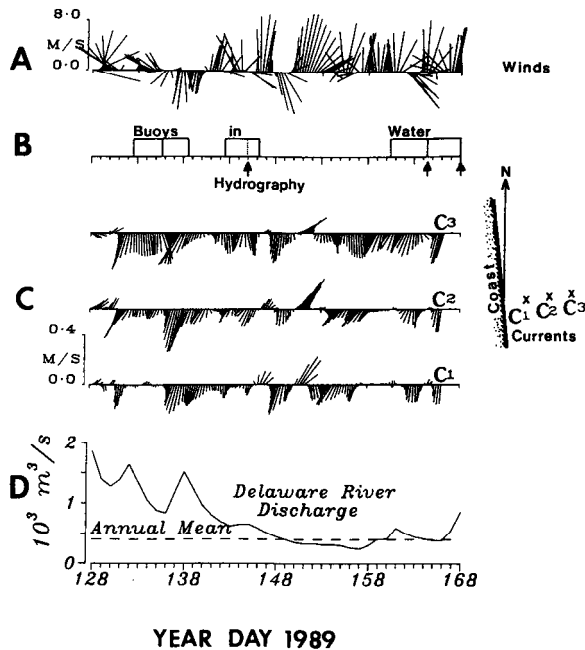 8.0
M/S
0.0
A
Winds
B
Buoys in Water
Hydrography
N
Coast
C3
C
C2
x x x
C1 C2 C3
Currents
0.4
M/S
0.0
C1
D
10³ m³/s
2
1
0
Delaware River
Discharge
Annual Mean
128 138 148 158 168
YEAR DAY 1989